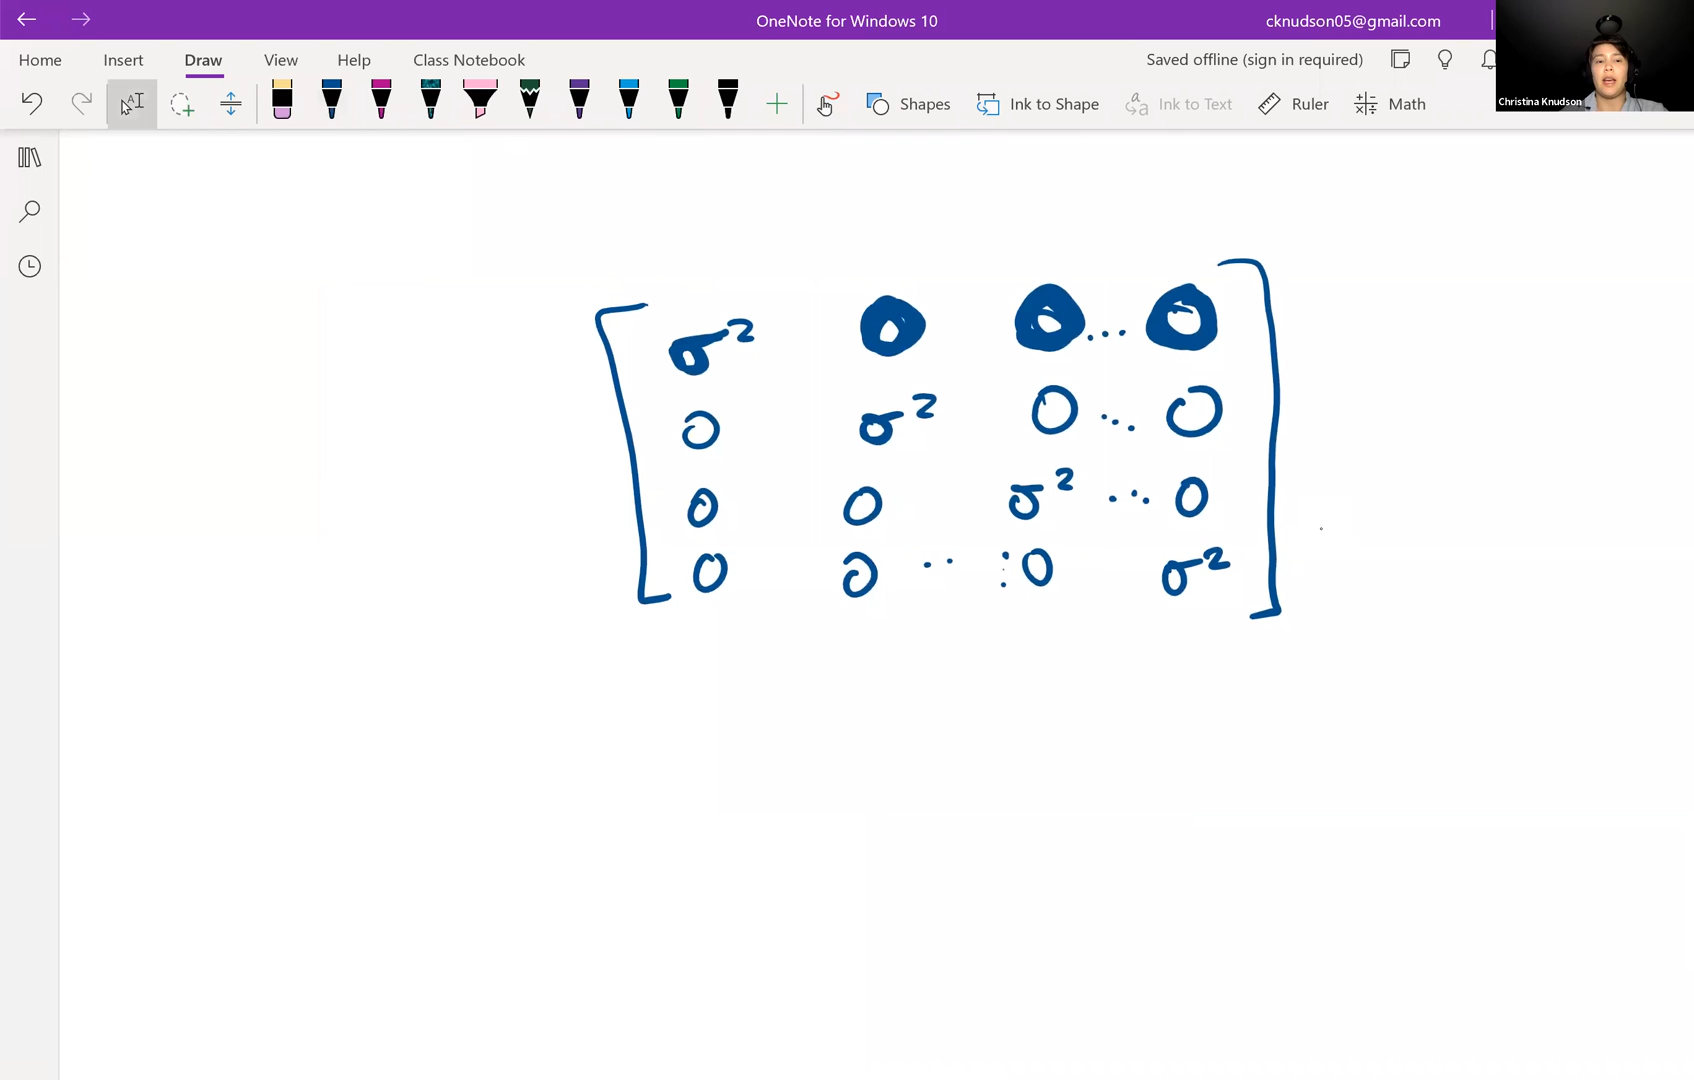 OneNote for Windows 10
cknudson05@gmail.com
Home Insert Draw View Help Class Notebook
Saved offline (sign in required)
Shapes Ink to Shape Ink to Text Ruler Math
Christina Knudson
σ² 0 0 ... 0
0 σ² 0 ... 0
0 0 σ² ... 0
0 0 .. : 0 σ²